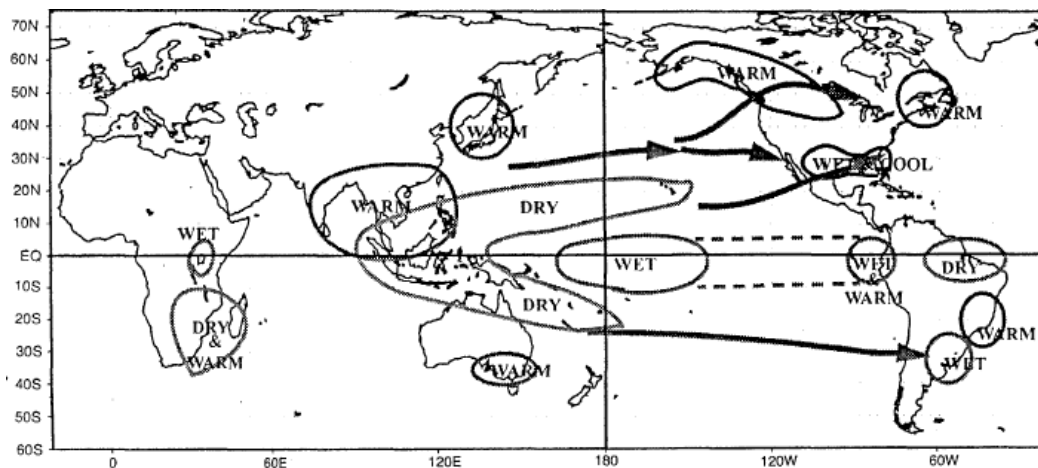 70N
60N
WARM
50N
WARM
40N
WARM
30N
WET & COOL
20N
WARM
DRY
10N
WET
EQ
WET
WET
DRY
&
10S
DRY
WARM
20S
DRY
&
WARM
30S
WARM
WARM
WET
40S
50S
60S
0
60E
120E
180
120W
60W